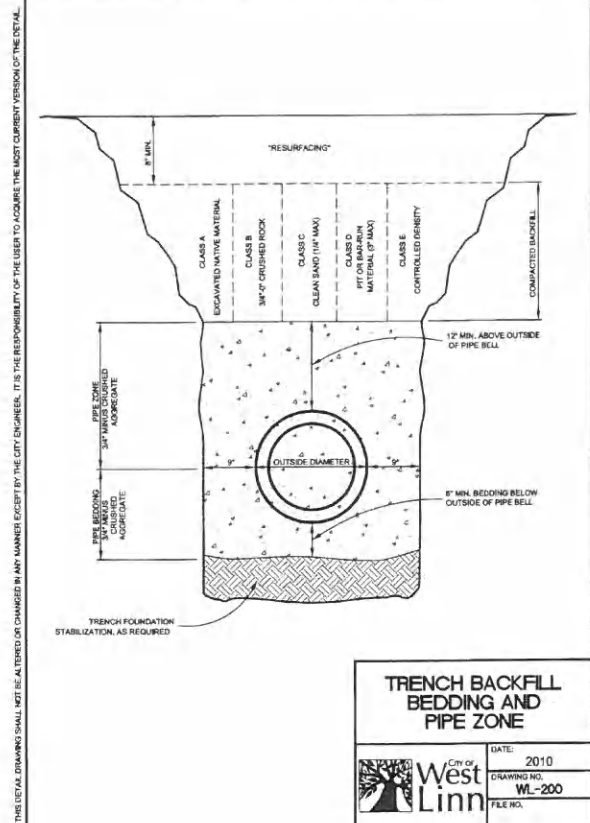 THIS DETAIL DRAWING SHALL NOT BE ALTERED OR CHANGED IN ANY MANNER EXCEPT BY THE CITY ENGINEER. IT IS THE RESPONSIBILITY OF THE USER TO ACQUIRE THE MOST CURRENT VERSION OF THE DETAIL.
8" MIN.
"RESURFACING"
CLASS A
EXCAVATED NATIVE MATERIAL
CLASS B
3/4"-0" CRUSHED ROCK
CLASS C
CLEAN SAND (1/4" MAX)
CLASS D
PIT OR BAR-RUN
MATERIAL (3" MAX)
CLASS E
CONTROLLED DENSITY
COMPACTED BACKFILL
12" MIN. ABOVE OUTSIDE
OF PIPE BELL
PIPE ZONE
3/4" MINUS CRUSHED
AGGREGATE
9"
OUTSIDE DIAMETER
9"
PIPE BEDDING
3/4" MINUS
CRUSHED
AGGREGATE
6" MIN. BEDDING BELOW
OUTSIDE OF PIPE BELL
TRENCH FOUNDATION
STABILIZATION, AS REQUIRED
TRENCH BACKFILL
BEDDING AND
PIPE ZONE
CITY OF
West
Linn
DATE:
2010
DRAWING NO.
WL-200
FILE NO.